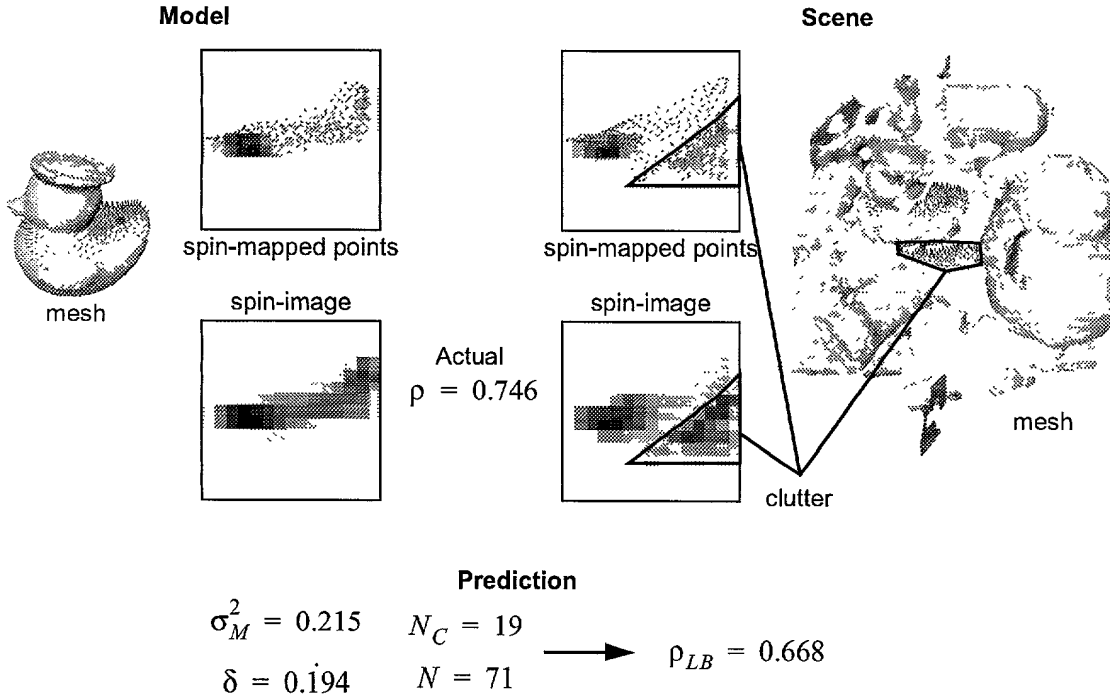 Model
Scene
spin-mapped points
spin-mapped points
mesh
spin-image
spin-image
Actual
ρ = 0.746
mesh
clutter
Prediction
σ²_M = 0.215
N_C = 19
ρ_LB = 0.668
δ = 0.194
N = 71